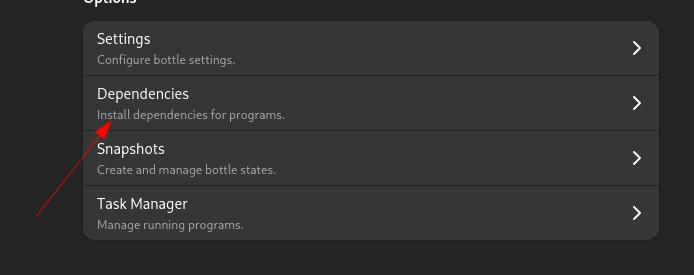 Options
Settings
Configure bottle settings.
Dependencies
Install dependencies for programs.
Snapshots
Create and manage bottle states.
Task Manager
Manage running programs.